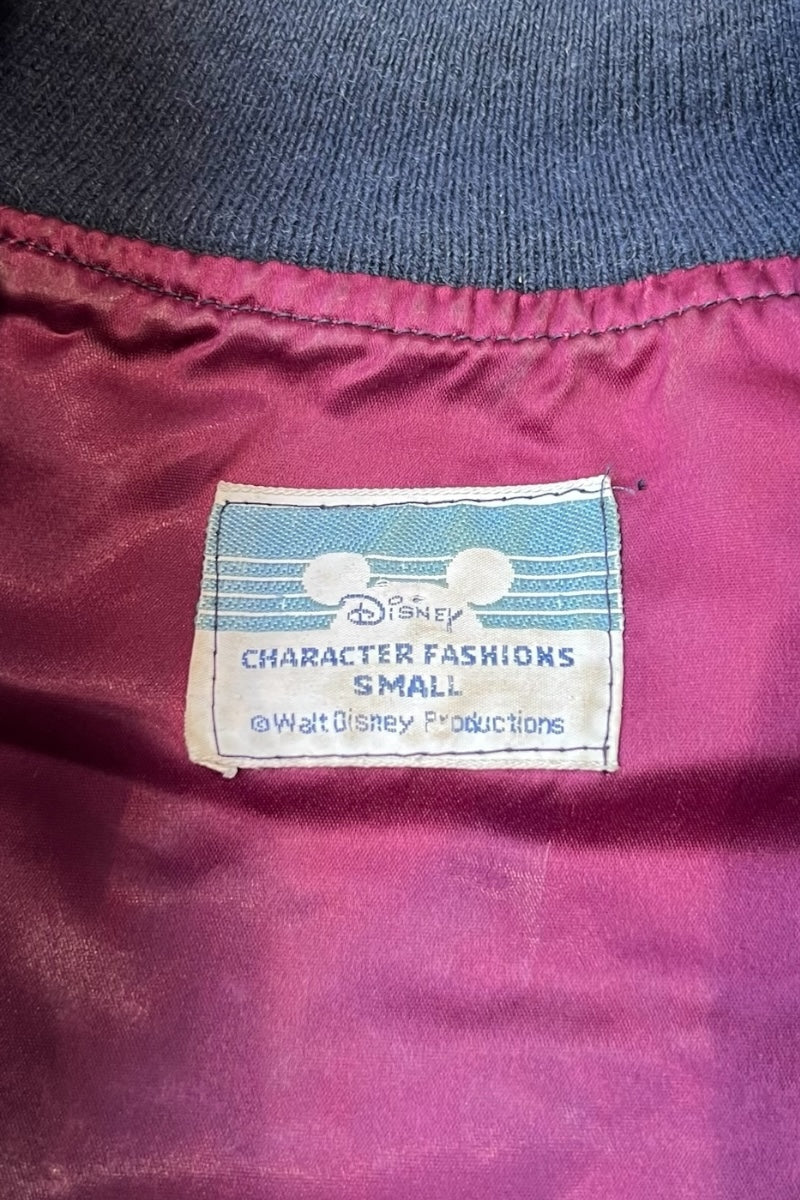 Disney
CHARACTER FASHIONS
SMALL
©Walt Disney Productions